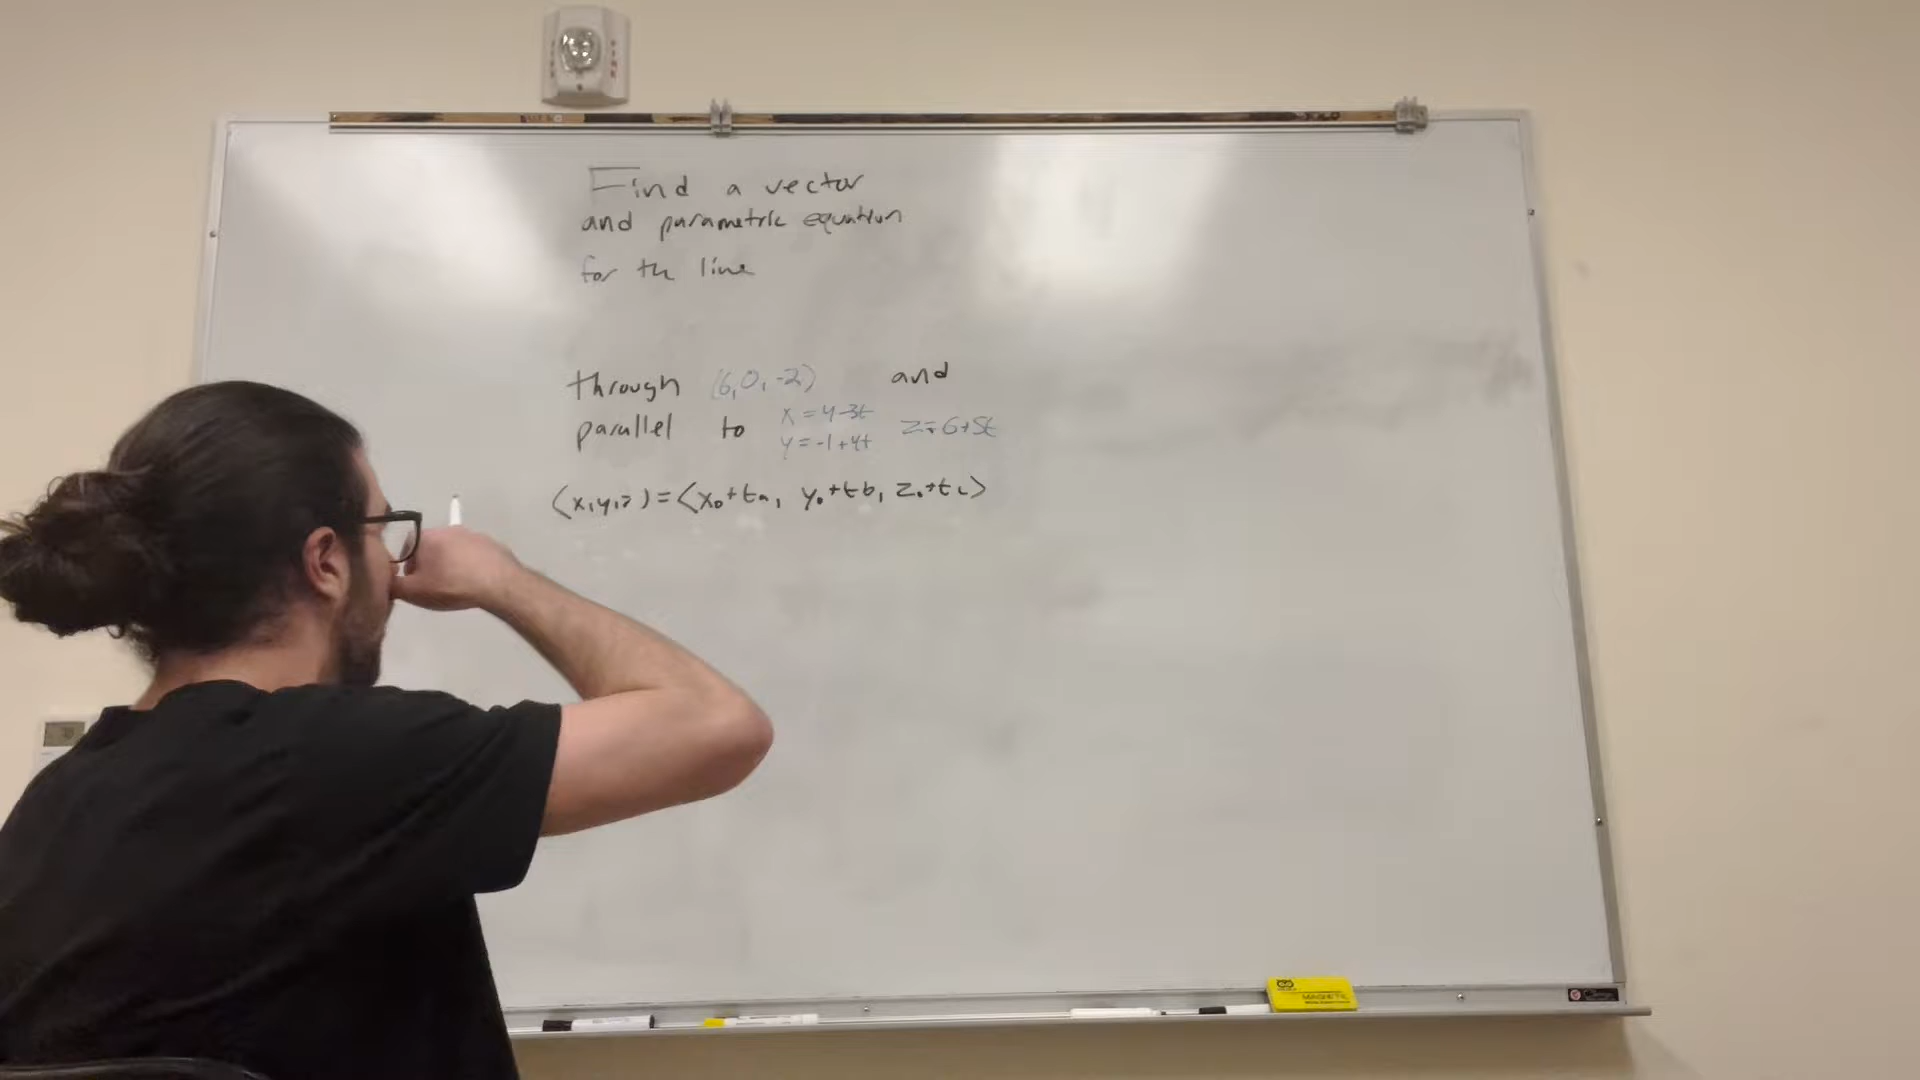 Find a vector
and parametric equation
for the line
through (6,0,-2) and
parallel to x = 4-3t
y = -1+4t z = 6+5t
⟨x,y,z⟩ = ⟨x₀+ta, y₀+tb, z₀+tc⟩
MAGNETIC